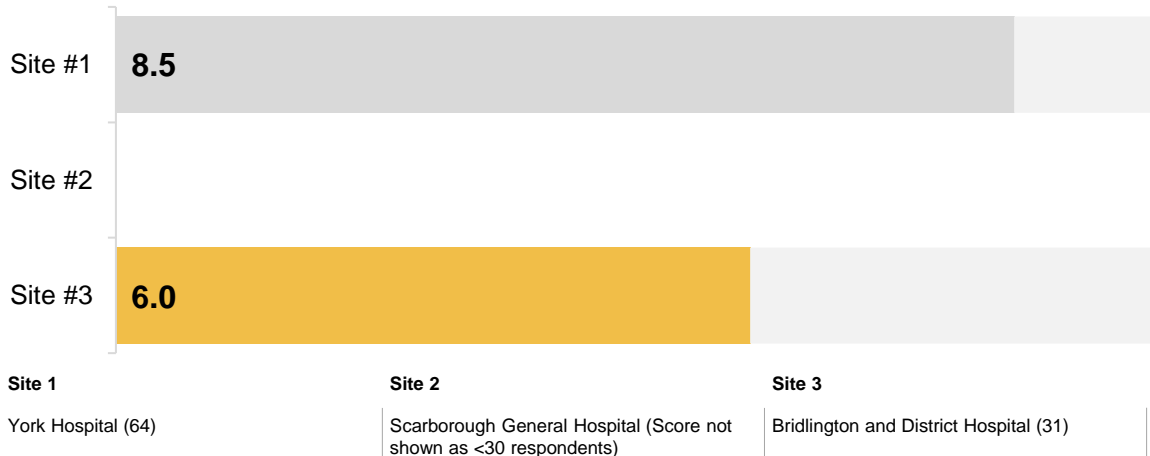 Site #1
8.5
Site #2
Site #3
6.0
Site 1
Site 2
Site 3
York Hospital (64)
Scarborough General Hospital (Score not
shown as <30 respondents)
Bridlington and District Hospital (31)